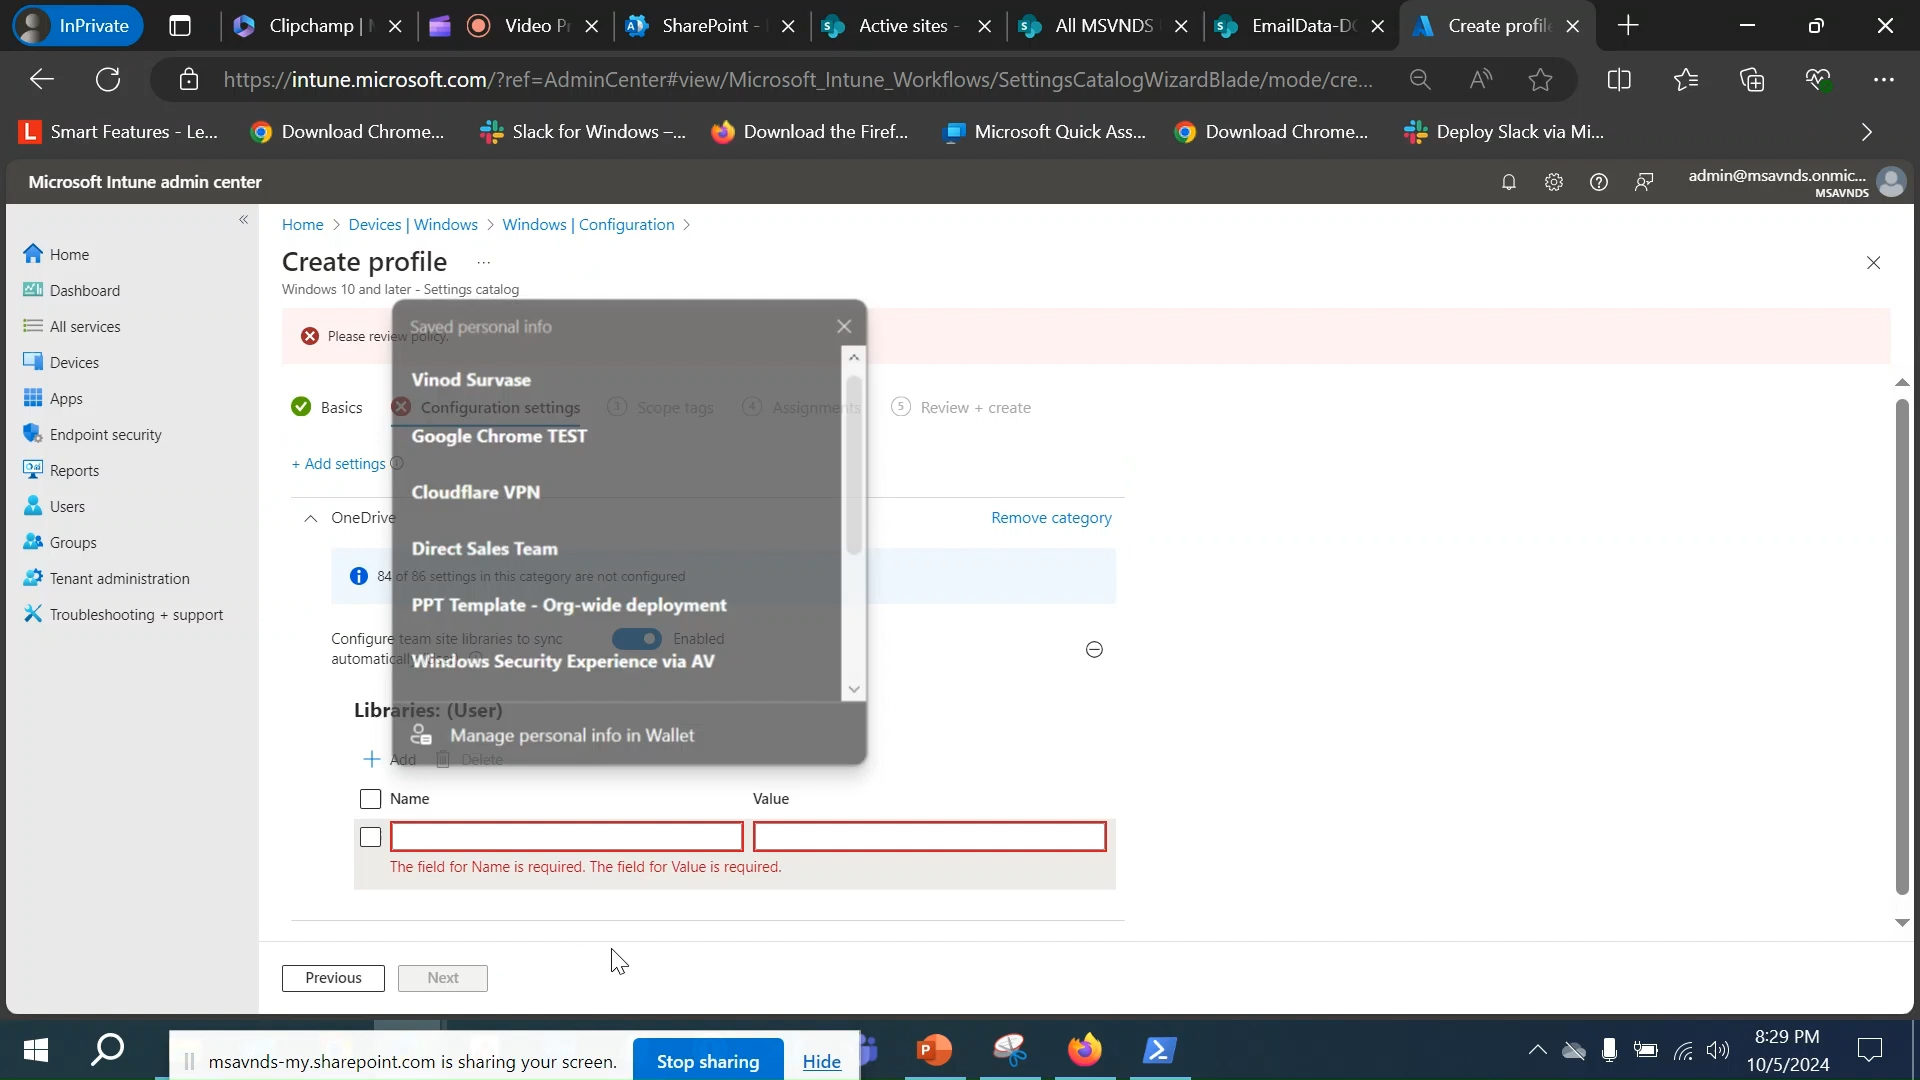 InPrivate
Clipchamp |
Video P
SharePoint -
Active sites -
All MSVNDS
EmailData-DO
Create profile
https://intune.microsoft.com/?ref=AdminCenter#view/Microsoft_Intune_Workflows/SettingsCatalogWizardBlade/mode/cre...
Smart Features - Le...
Download Chrome...
Slack for Windows –...
Download the Firef...
Microsoft Quick Ass...
Download Chrome...
Deploy Slack via Mi...
Microsoft Intune admin center
admin@msavnds.onmic...
MSAVNDS
Home
Dashboard
All services
Devices
Apps
Endpoint security
Reports
Users
Groups
Tenant administration
Troubleshooting + support
Home > Devices | Windows > Windows | Configuration >
Create profile ...
Windows 10 and later - Settings catalog
Please review policy.
Basics
Configuration settings
3 Scope tags
4 Assignments
5 Review + create
+ Add settings
OneDrive
Remove category
84 of 86 settings in this category are not configured
Configure team site libraries to sync
automatically
Enabled
Libraries: (User)
Add
Delete
Name
Value
The field for Name is required. The field for Value is required.
Previous
Next
Saved personal info
Vinod Survase
Google Chrome TEST
Cloudflare VPN
Direct Sales Team
PPT Template - Org-wide deployment
Windows Security Experience via AV
Manage personal info in Wallet
msavnds-my.sharepoint.com is sharing your screen.
Stop sharing
Hide
8:29 PM
10/5/2024